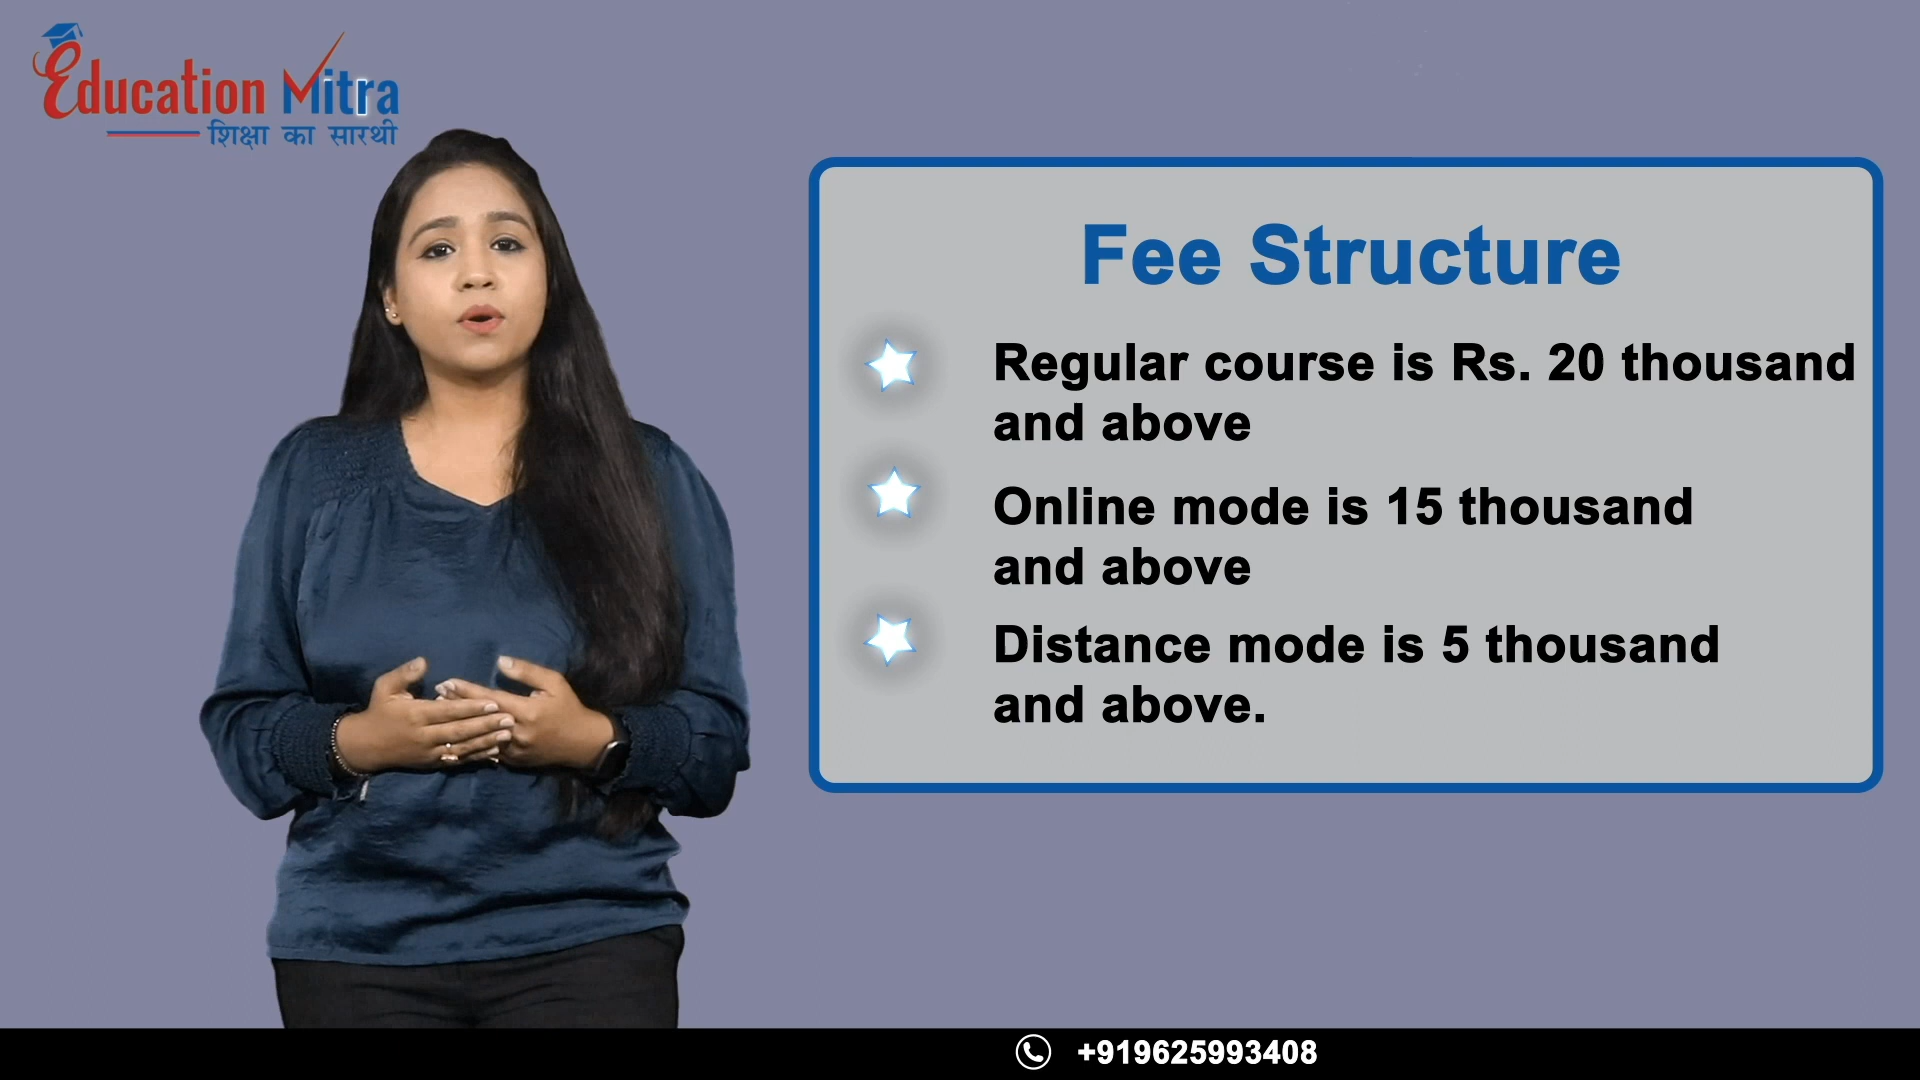 Education Mitra
शिक्षा का सारथी
Fee Structure
Regular course is Rs. 20 thousand
and above
Online mode is 15 thousand
and above
Distance mode is 5 thousand
and above.
+919625993408